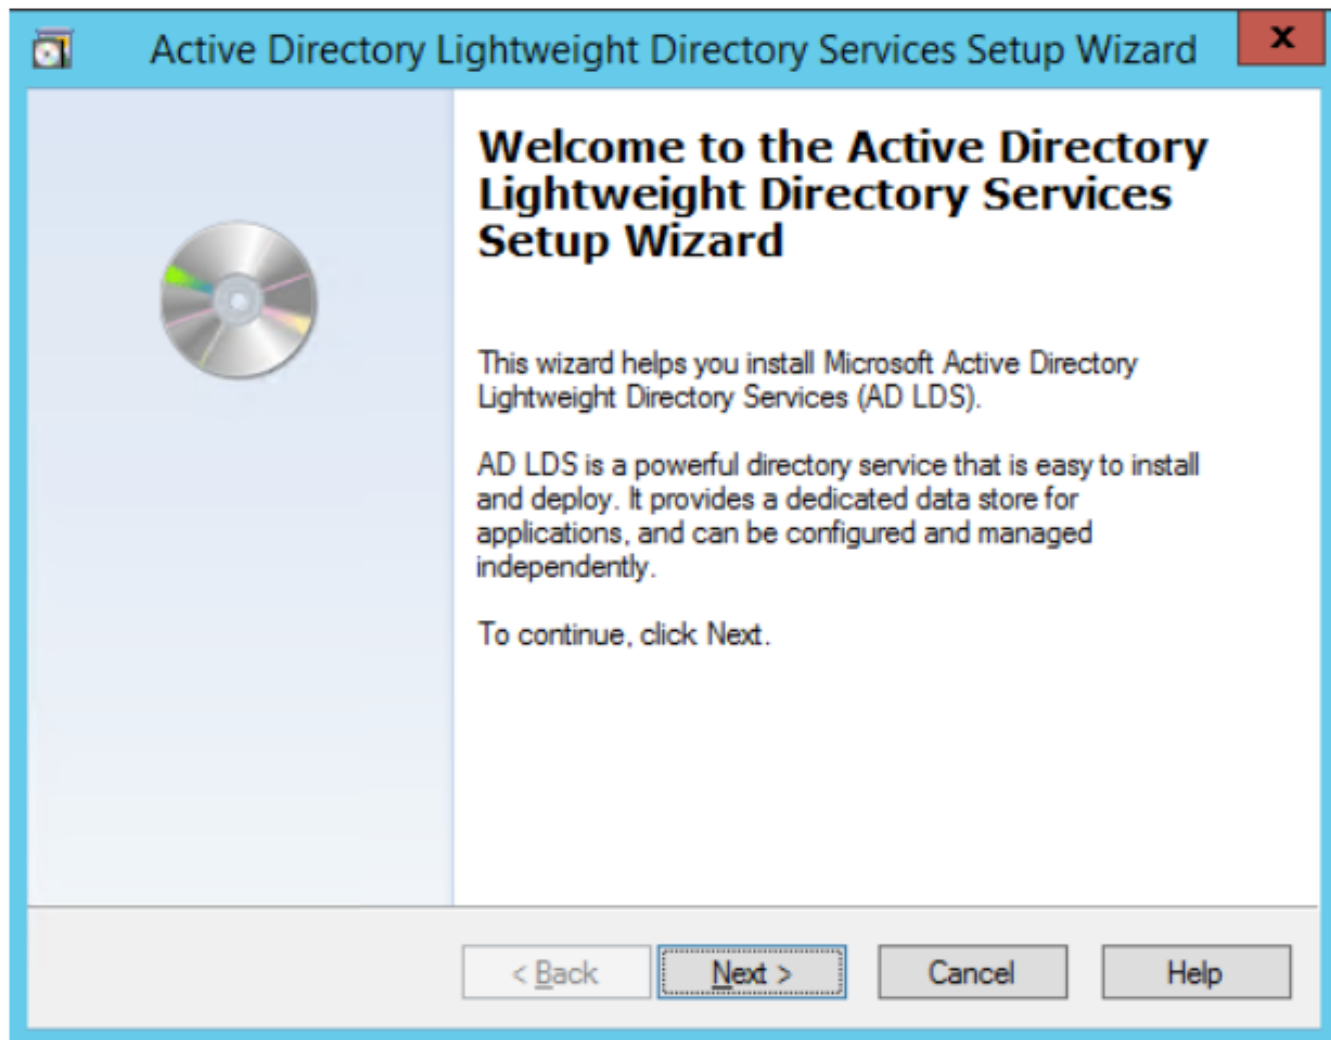 Active Directory Lightweight Directory Services Setup Wizard
x
Welcome to the Active Directory
Lightweight Directory Services
Setup Wizard
This wizard helps you install Microsoft Active Directory
Lightweight Directory Services (AD LDS).
AD LDS is a powerful directory service that is easy to install
and deploy. It provides a dedicated data store for
applications, and can be configured and managed
independently.
To continue, click Next.
< Back Next > Cancel Help